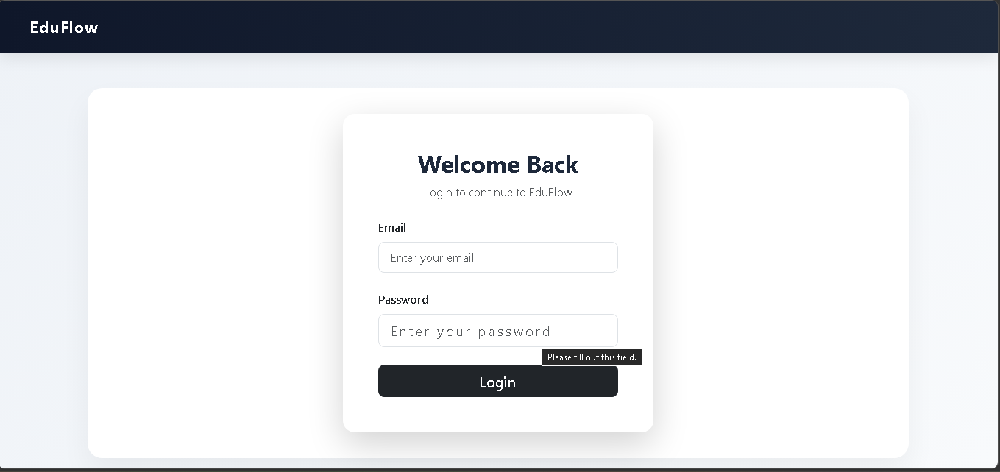 EduFlow
Welcome Back
Login to continue to EduFlow
Email
Enter your email
Password
Enter your password
Please fill out this field.
Login